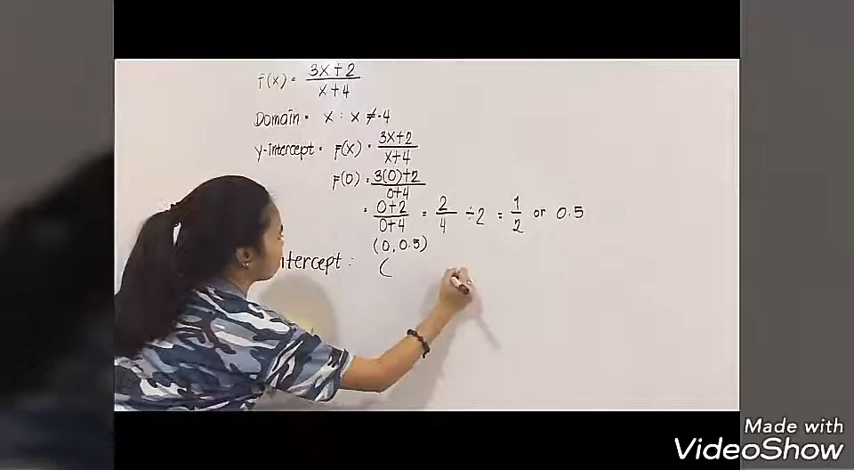 f(x) = 3x+2 / x+4
Domain = x : x ≠ -4
y-intercept = f(x) = 3x+2 / x+4
f(0) = 3(0)+2 / 0+4
= 0+2 / 0+4 = 2/4 ÷2 = 1/2 or 0.5
(0, 0.5)
ntercept : (
Made with
VideoShow